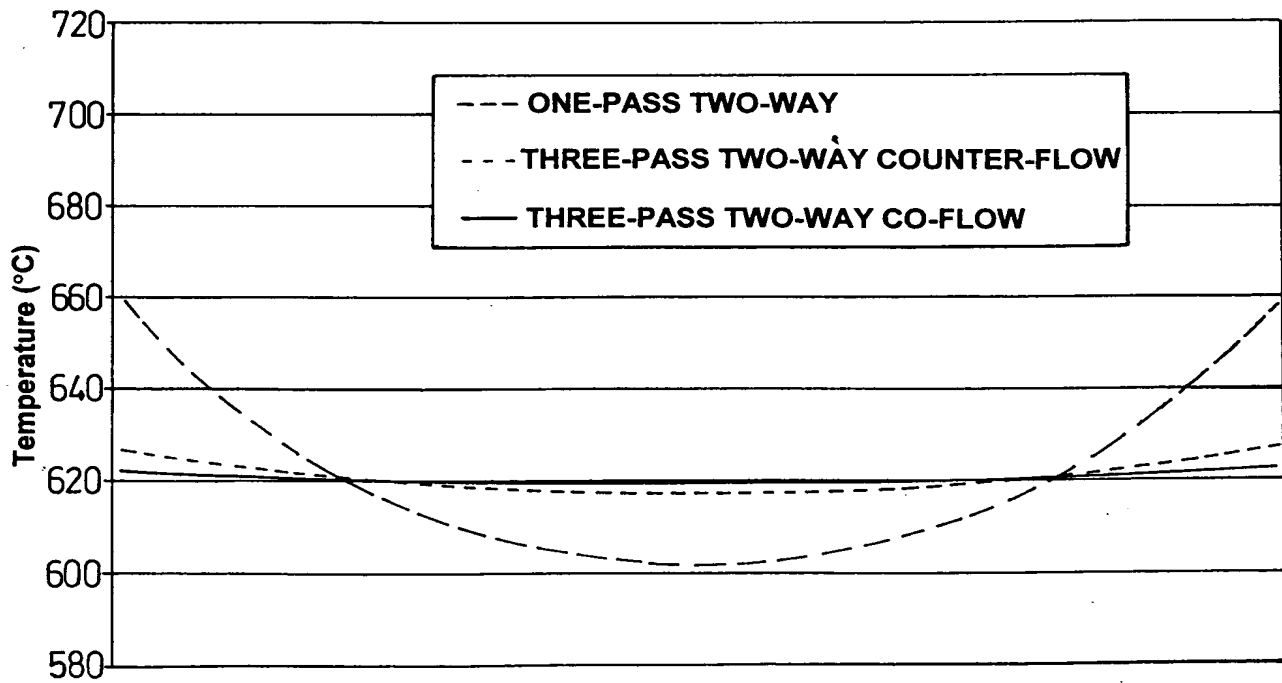 720
700
680
660
640
620
600
580
Temperature (°C)
ONE-PASS TWO-WAY
THREE-PASS TWO-WAY COUNTER-FLOW
THREE-PASS TWO-WAY CO-FLOW